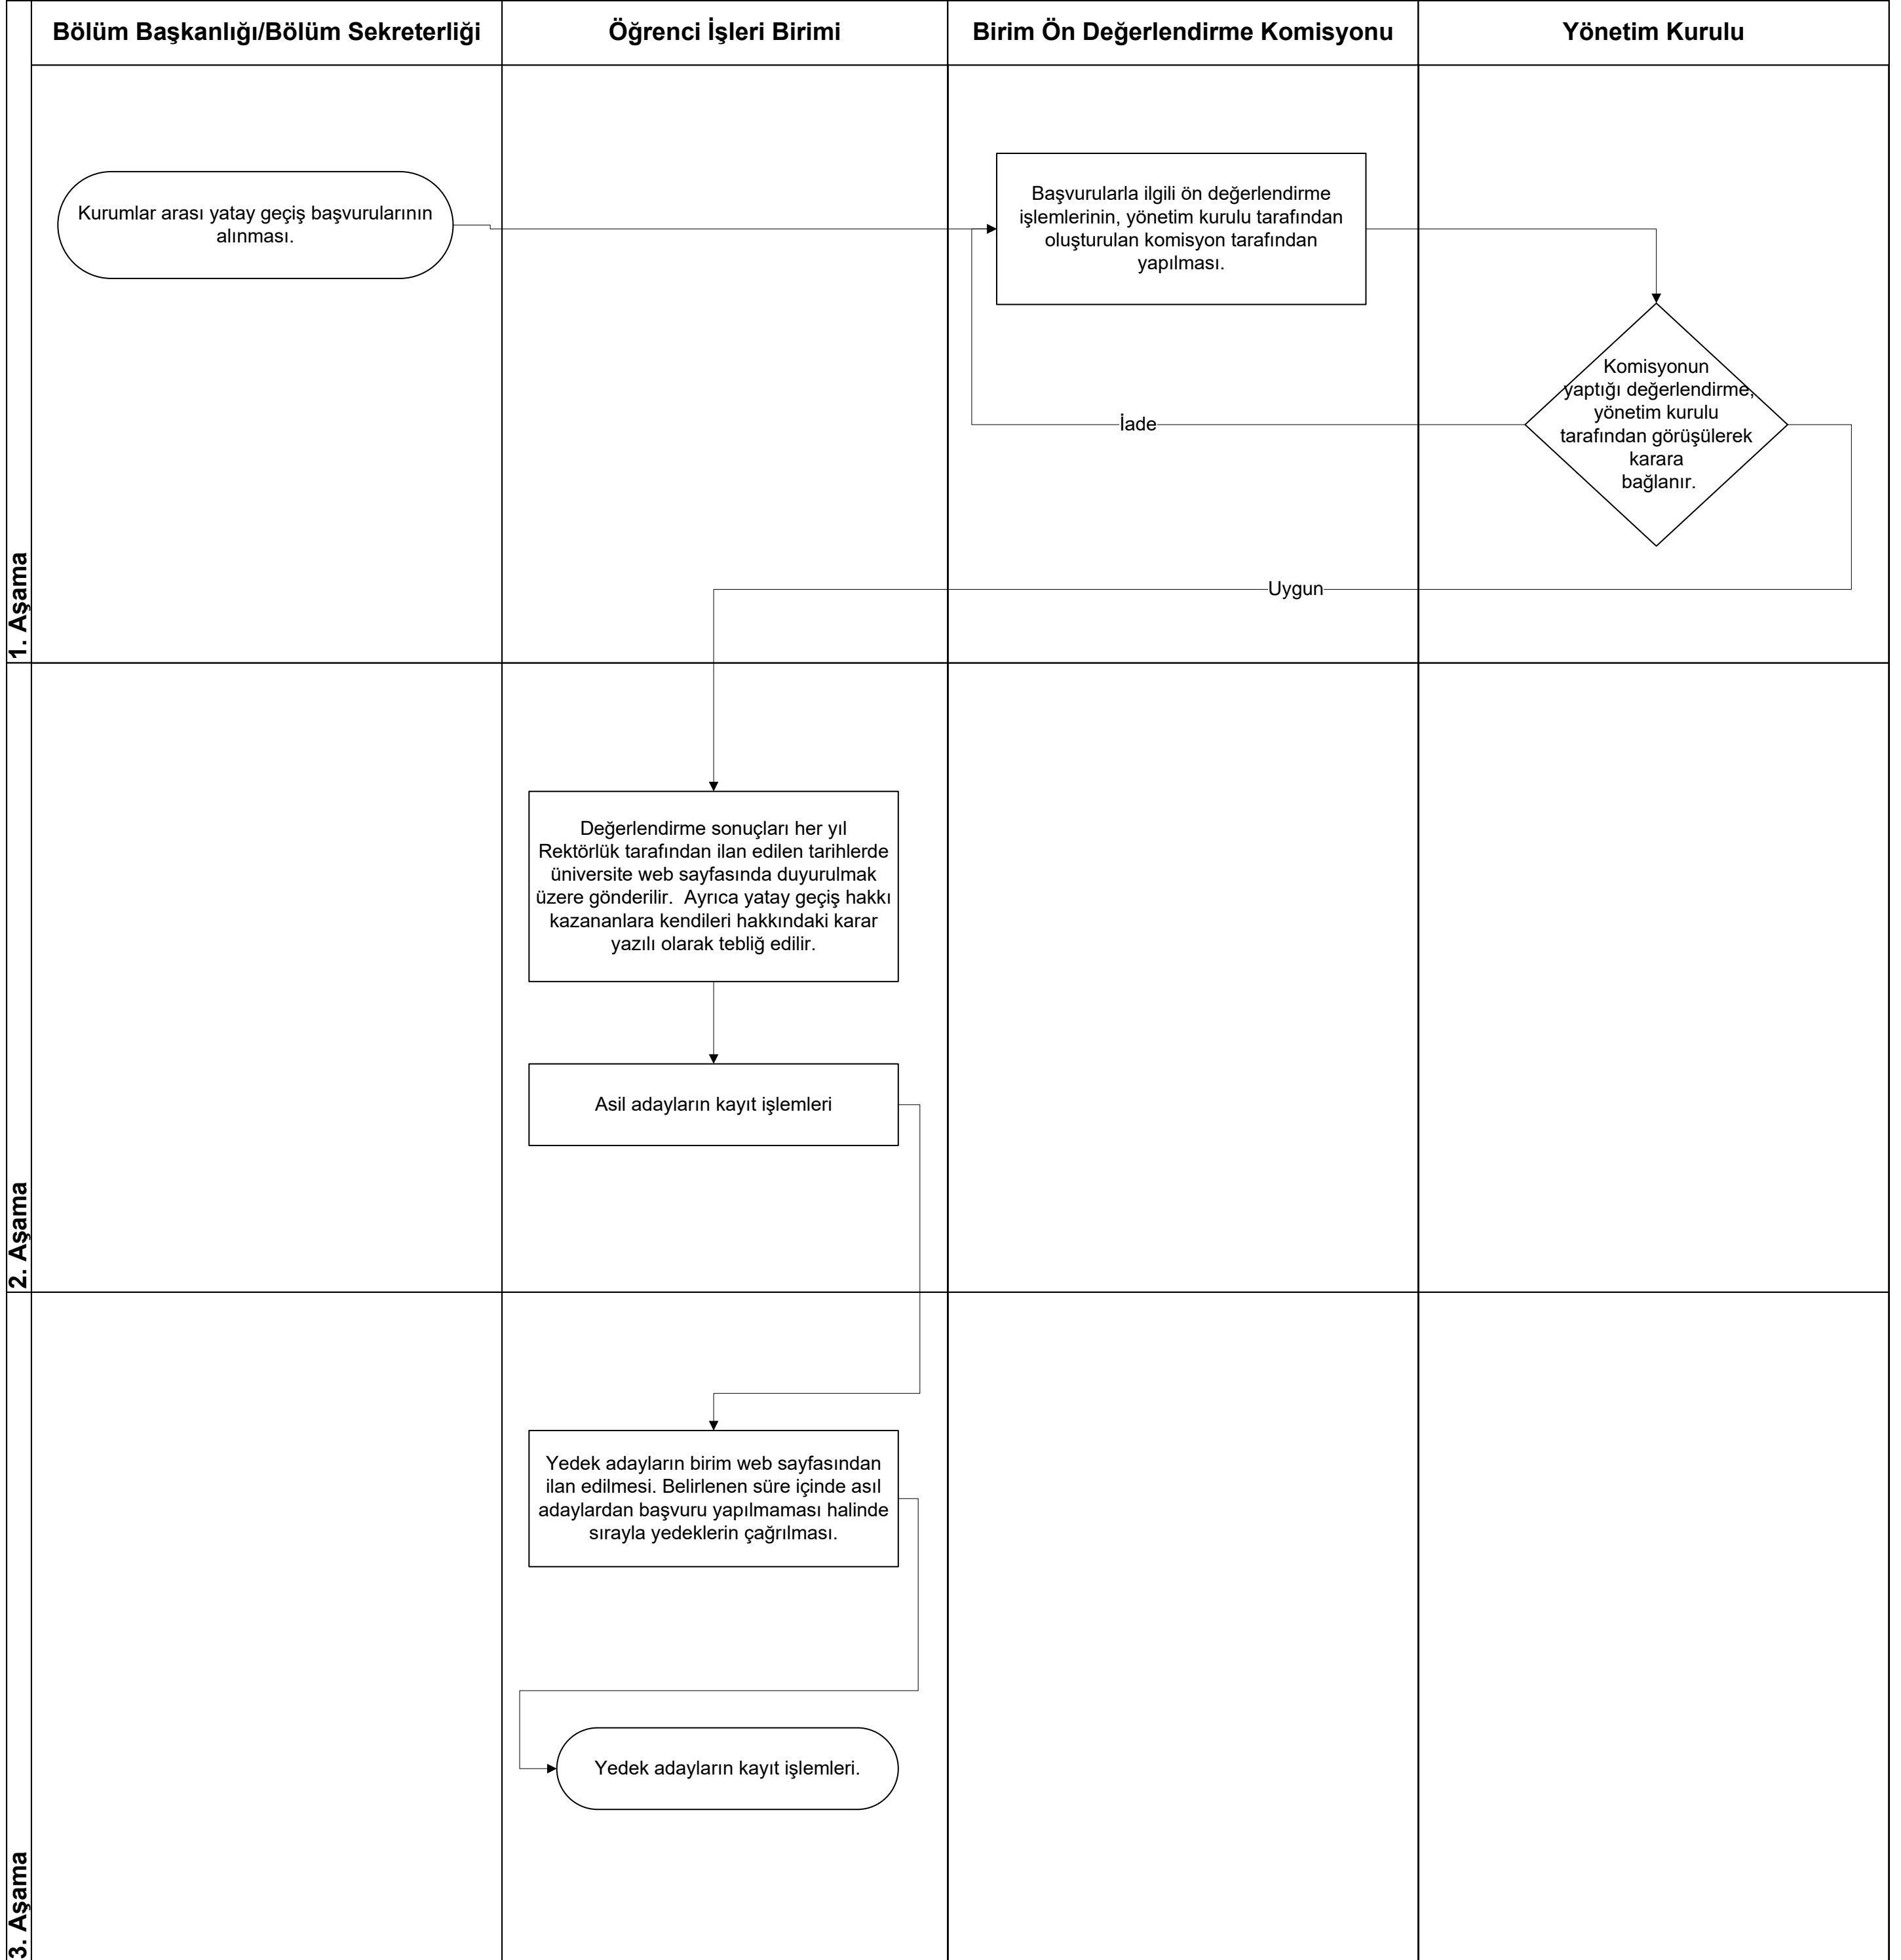 Bölüm Başkanlığı/Bölüm Sekreterliği
Öğrenci İşleri Birimi
Birim Ön Değerlendirme Komisyonu
Yönetim Kurulu
1. Aşama
Kurumlar arası yatay geçiş başvurularının
alınması.
Başvurularla ilgili ön değerlendirme
işlemlerinin, yönetim kurulu tarafından
oluşturulan komisyon tarafından
yapılması.
Komisyonun
yaptığı değerlendirme,
yönetim kurulu
tarafından görüşülerek
karara
bağlanır.
İade
Uygun
2. Aşama
Değerlendirme sonuçları her yıl
Rektörlük tarafından ilan edilen tarihlerde
üniversite web sayfasında duyurulmak
üzere gönderilir.  Ayrıca yatay geçiş hakkı
kazananlara kendileri hakkındaki karar
yazılı olarak tebliğ edilir.
Asil adayların kayıt işlemleri
3. Aşama
Yedek adayların birim web sayfasından
ilan edilmesi. Belirlenen süre içinde asıl
adaylardan başvuru yapılmaması halinde
sırayla yedeklerin çağrılması.
Yedek adayların kayıt işlemleri.